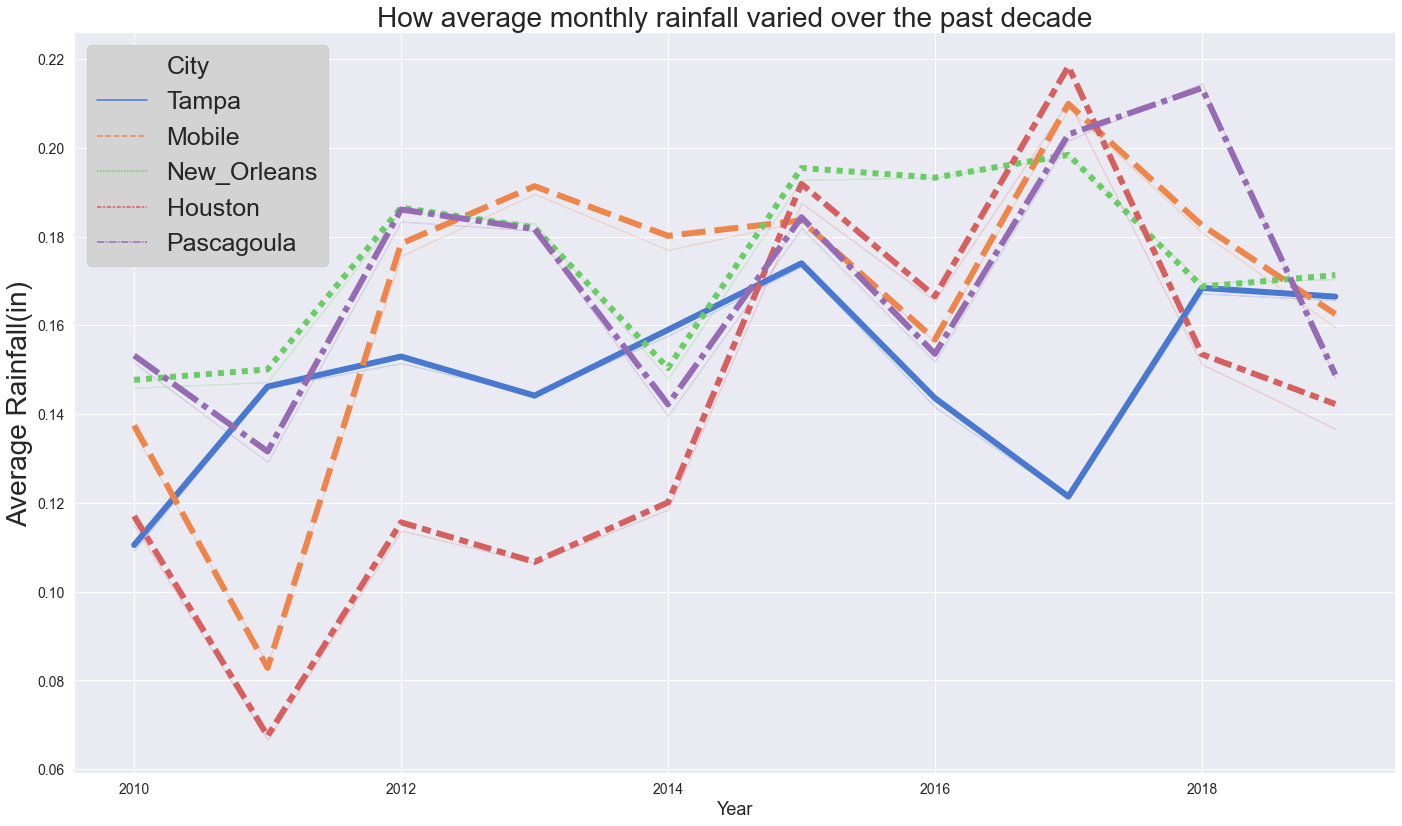 How average monthly rainfall varied over the past decade
City
Tampa
Mobile
New_Orleans
Houston
Pascagoula
Average Rainfall(in)
0.22
0.20
0.18
0.16
0.14
0.12
0.10
0.08
0.06
2010 2012 2014 2016 2018
Year